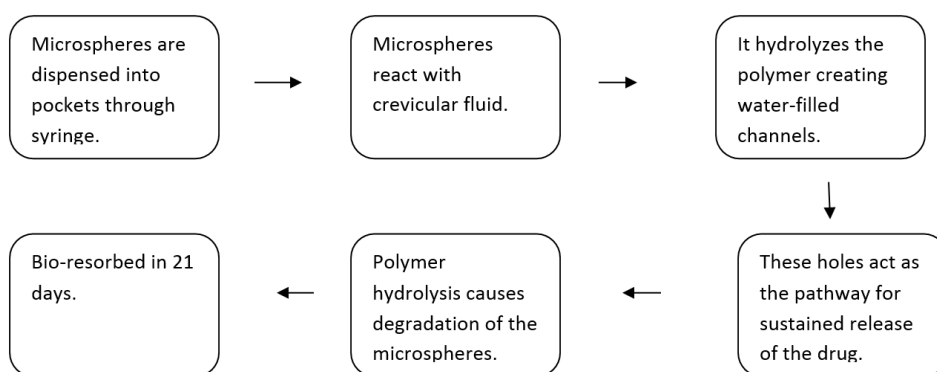 Microspheres are
dispensed into
pockets through
syringe.
Microspheres
react with
crevicular fluid.
It hydrolyzes the
polymer creating
water-filled
channels.
These holes act as
the pathway for
sustained release
of the drug.
Polymer
hydrolysis causes
degradation of the
microspheres.
Bio-resorbed in 21
days.